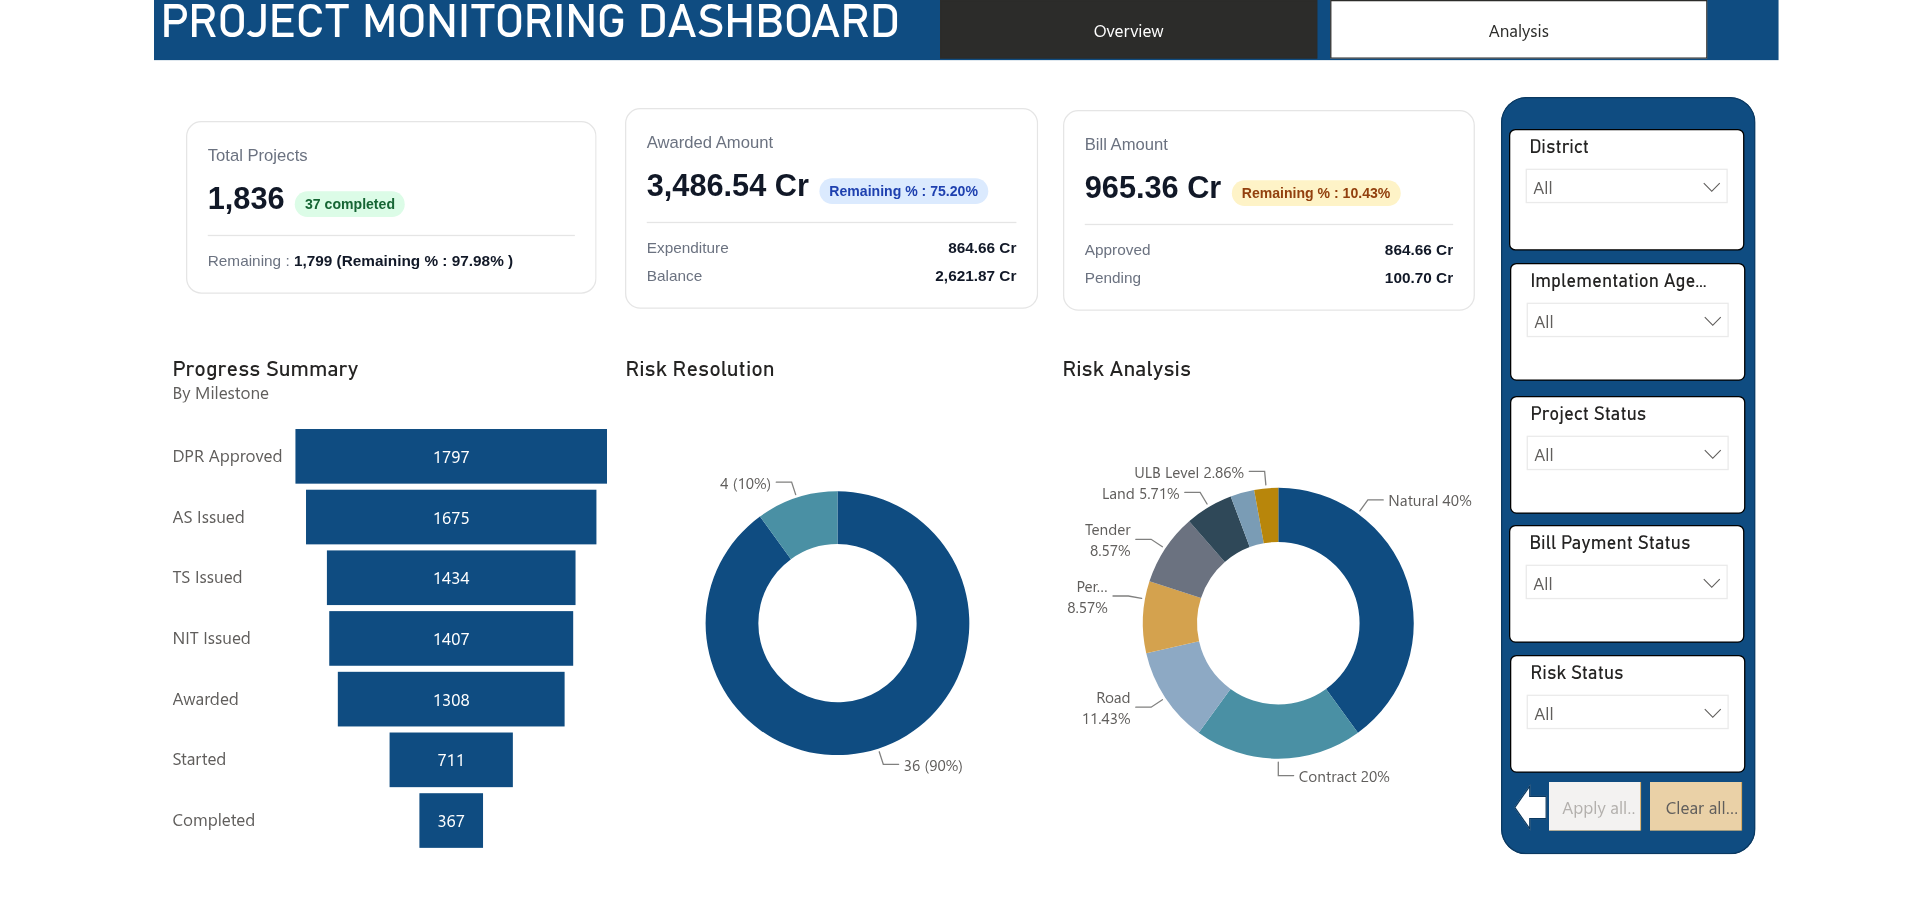 PROJECT MONITORING DASHBOARD
Overview
Analysis
Total Projects
1,836 37 completed
Remaining : 1,799 (Remaining % : 97.98% )
Awarded Amount
3,486.54 Cr Remaining % : 75.20%
Expenditure 864.66 Cr
Balance 2,621.87 Cr
Bill Amount
965.36 Cr Remaining % : 10.43%
Approved 864.66 Cr
Pending 100.70 Cr
Progress Summary
By Milestone
DPR Approved 1797
AS Issued 1675
TS Issued 1434
NIT Issued 1407
Awarded 1308
Started 711
Completed 367
Risk Resolution
4 (10%)
36 (90%)
Risk Analysis
ULB Level 2.86%
Land 5.71%
Natural 40%
Tender
8.57%
Per...
8.57%
Road
11.43%
Contract 20%
District
All
Implementation Age...
All
Project Status
All
Bill Payment Status
All
Risk Status
All
Apply all..
Clear all...